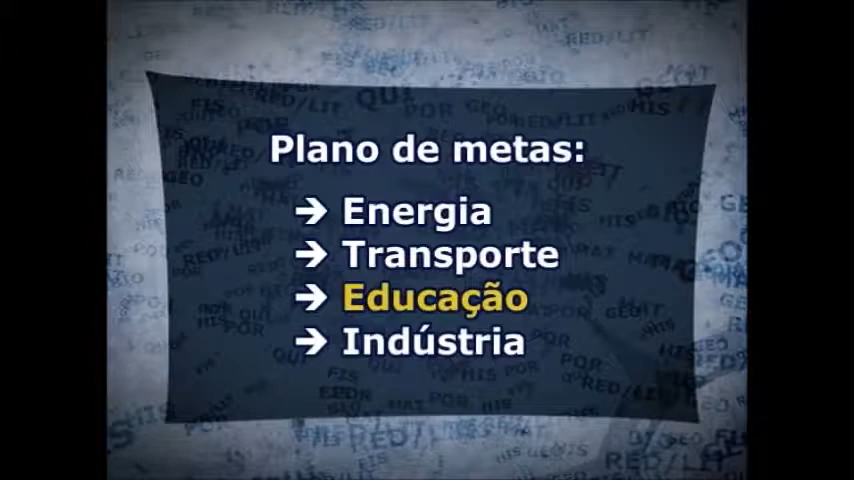 Plano de metas:
➔ Energia
➔ Transporte
➔ Educação
➔ Indústria